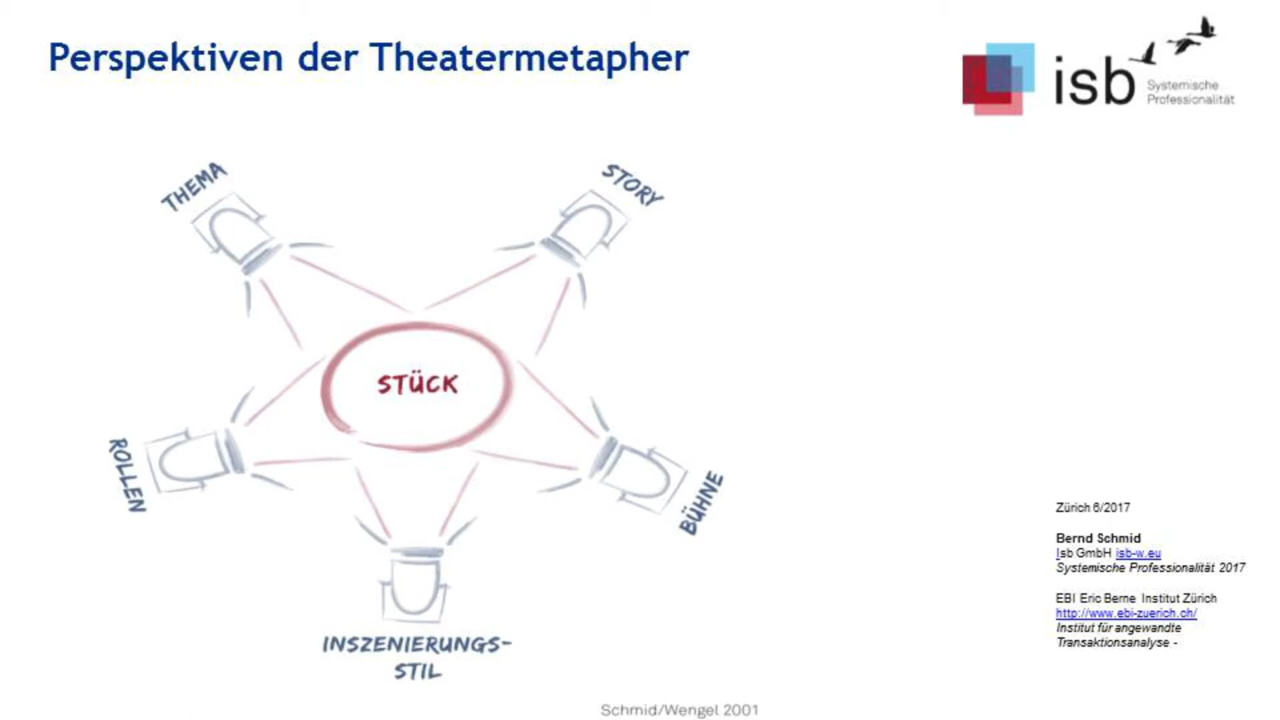 Perspektiven der Theatermetapher
isb
Systemische
Professionalität
THEMA
STORY
STÜCK
ROLLEN
BÜHNE
INSZENIERUNGS-
STIL
Zürich 6/2017
Bernd Schmid
Isb GmbH isb-w.eu
Systemische Professionalität 2017
EBI Eric Berne Institut Zürich
http://www.ebi-zuerich.ch/
Institut für angewandte
Transaktionsanalyse -
Schmid/Wengel 2001